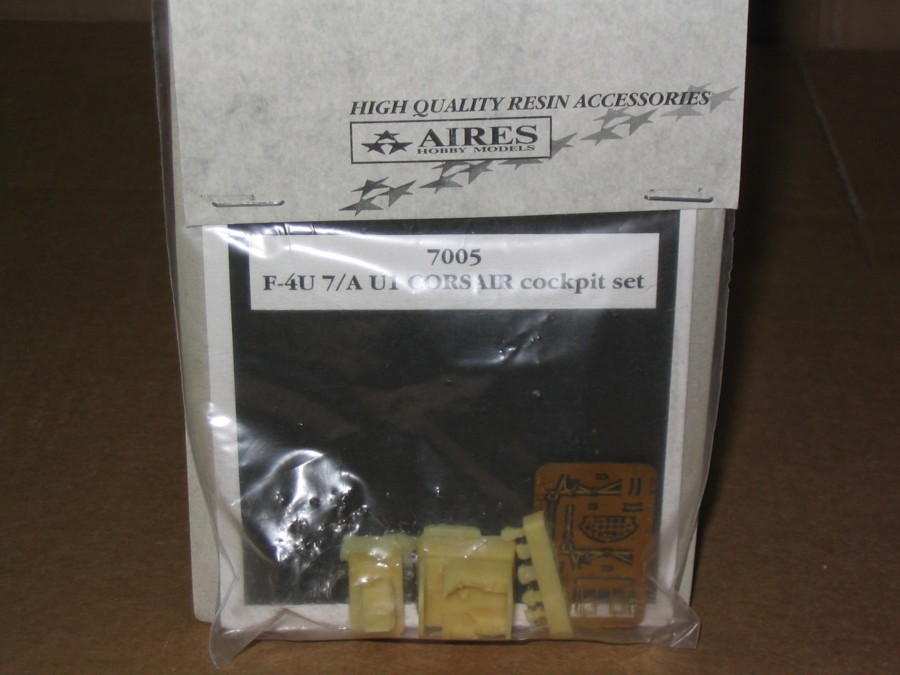 HIGH QUALITY RESIN ACCESSORIES
AIRES
HOBBY MODELS
7005
F-4U 7/A U1 CORSAIR cockpit set